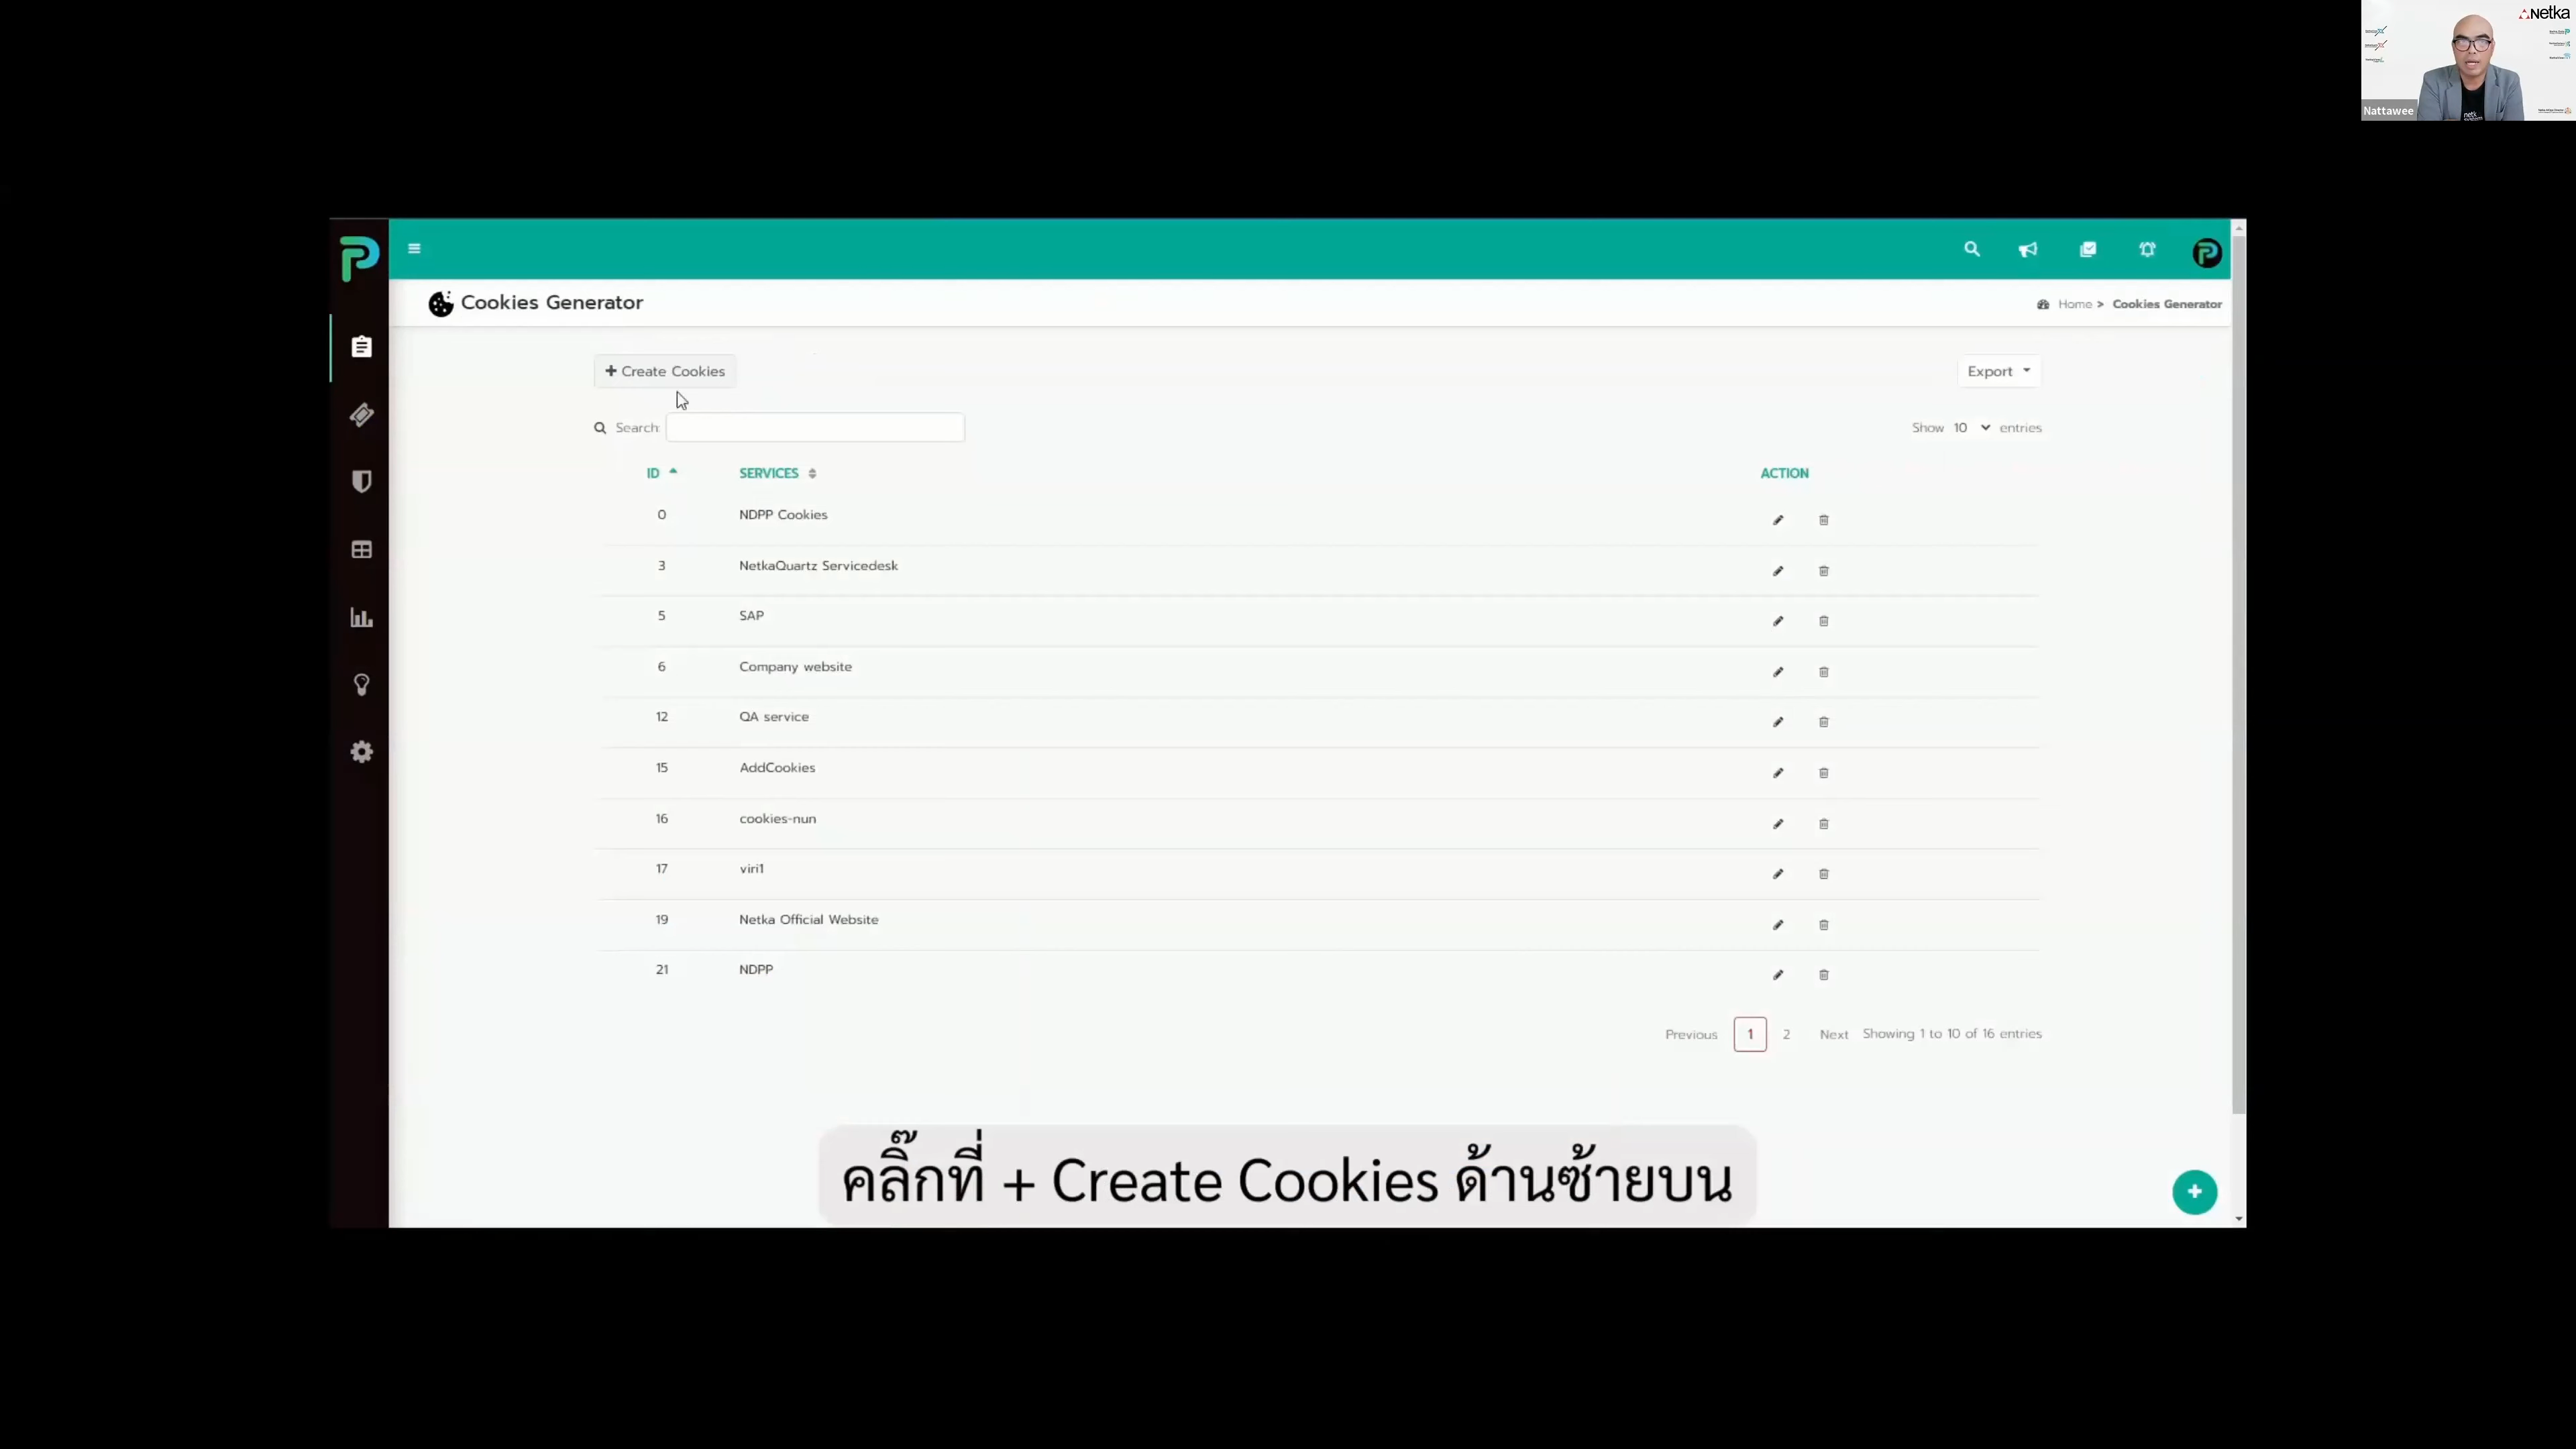 Netka
Nattawee
Cookies Generator
Home > Cookies Generator
+ Create Cookies
Export
Search:
Show 10 entries
ID SERVICES ACTION
0 NDPP Cookies
3 NetkaQuartz Servicedesk
5 SAP
6 Company website
12 QA service
15 AddCookies
16 cookies-nun
17 viri1
19 Netka Official Website
21 NDPP
Previous 1 2 Next Showing 1 to 10 of 16 entries
คลิ๊กที่ + Create Cookies ด้านซ้ายบน